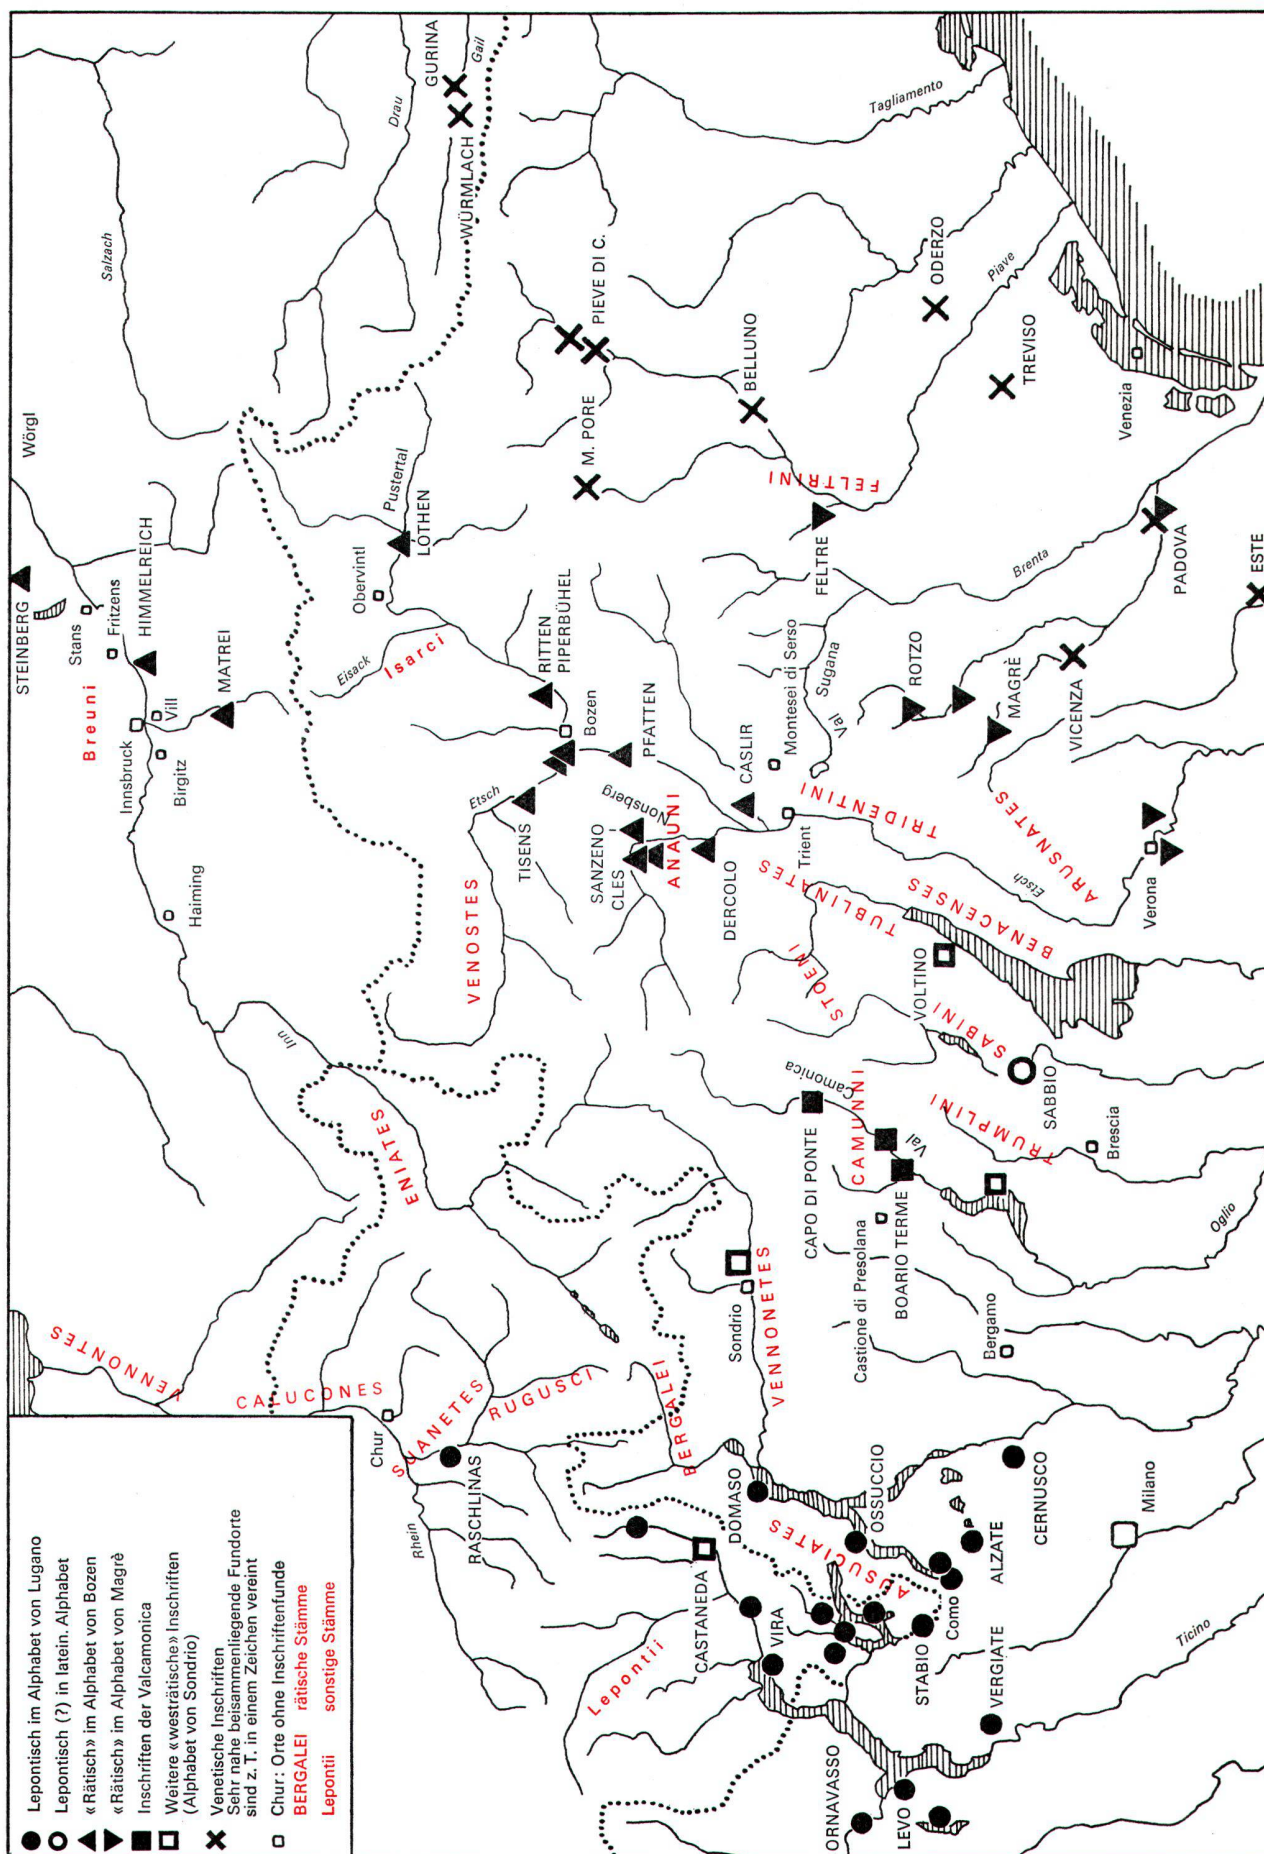 Lepontisch im Alphabet von Lugano
Lepontisch (?) in latein. Alphabet
«Rätisch» im Alphabet von Bozen
«Rätisch» im Alphabet von Magrè
Inschriften der Valcamonica
Weitere «westrätische» Inschriften
(Alphabet von Sondrio)
Venetische Inschriften
Sehr nahe beisammenliegende Fundorte
sind z. T. in einem Zeichen vereint
Chur: Orte ohne Inschriftenfunde
BERGALEI rätische Stämme
Lepontii sonstige Stämme
VENNONTES
CALUCONES
Chur
SUANETES
RUGUSCI
Rhein
RASCHLINAS
BERGALEI
ENIATES
Inn
Haiming
Innsbruck
Birgitz
Vill
Breuni
MATREI
HIMMELREICH
Fritzens
Stans
STEINBERG
Wörgl
Salzach
Drau
GURINA
Gail
WÜRMLACH
VENOSTES
Etsch
TISENS
Eisack
Isarci
Obervintl
Pustertal
LOTHEN
RITTEN
PIPERBÜHEL
Bozen
PFATTEN
Nonsberg
SANZENO
CLES
ANAUNI
DERCOLO
CASLIR
Montesei di Serso
Trient
Val
Sugana
M. PORE
PIEVE DI C.
BELLUNO
FELTRINI
FELTRE
Tagliamento
ODERZO
Piave
TREVISO
Venezia
Brenta
PADOVA
ESTE
ROTZO
MAGRÈ
VICENZA
TRIDENTINI
ARUSNATES
Etsch
Verona
TUBLINATES
BENACENSES
STOENI
VOLTINO
SABINI
SABBIO
TRUMPLINI
Brescia
Camonica
CAMUNNI
Val
CAPO DI PONTE
BOARIO TERME
Castione di Presolana
Oglio
Bergamo
Sondrio
VENNONETES
DOMASO
CASTANEDA
Lepontii
VIRA
AUSUCIATES
OSSUCCIO
ALZATE
CERNUSCO
Como
STABIO
VERGIATE
Milano
Ticino
ORNAVASSO
LEVO